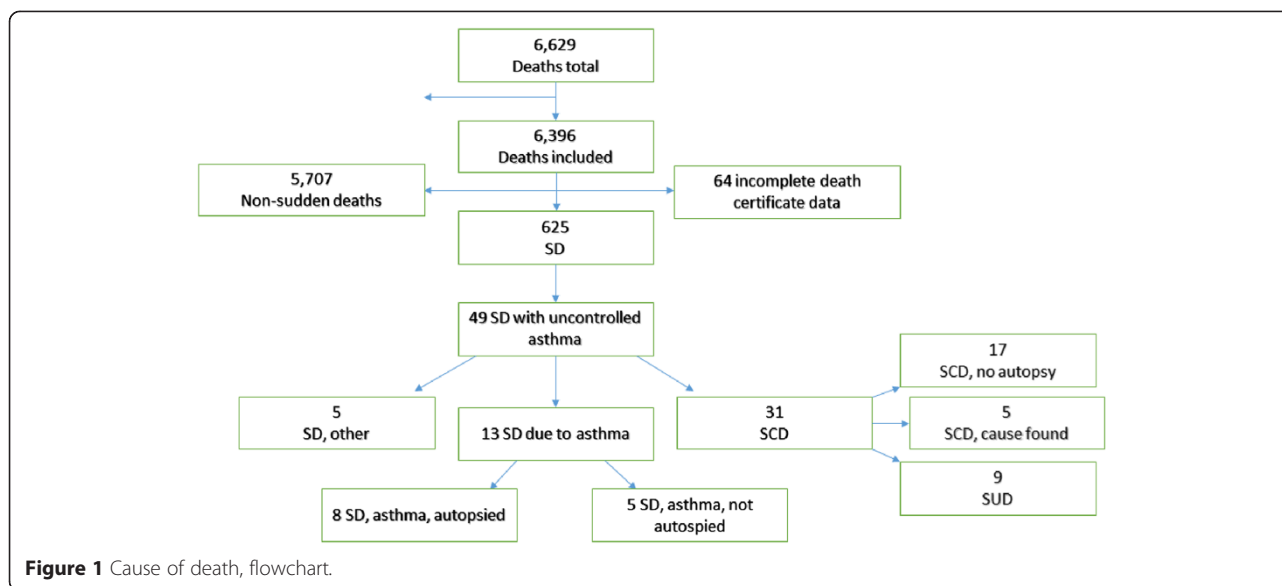 6,629
Deaths total
6,396
Deaths included
5,707
Non-sudden deaths
64 incomplete death
certificate data
625
SD
49 SD with uncontrolled
asthma
17
SCD, no autopsy
5
SD, other
13 SD due to asthma
31
SCD
5
SCD, cause found
9
SUD
8 SD, asthma, autopsied
5 SD, asthma, not
autospied
Figure 1 Cause of death, flowchart.